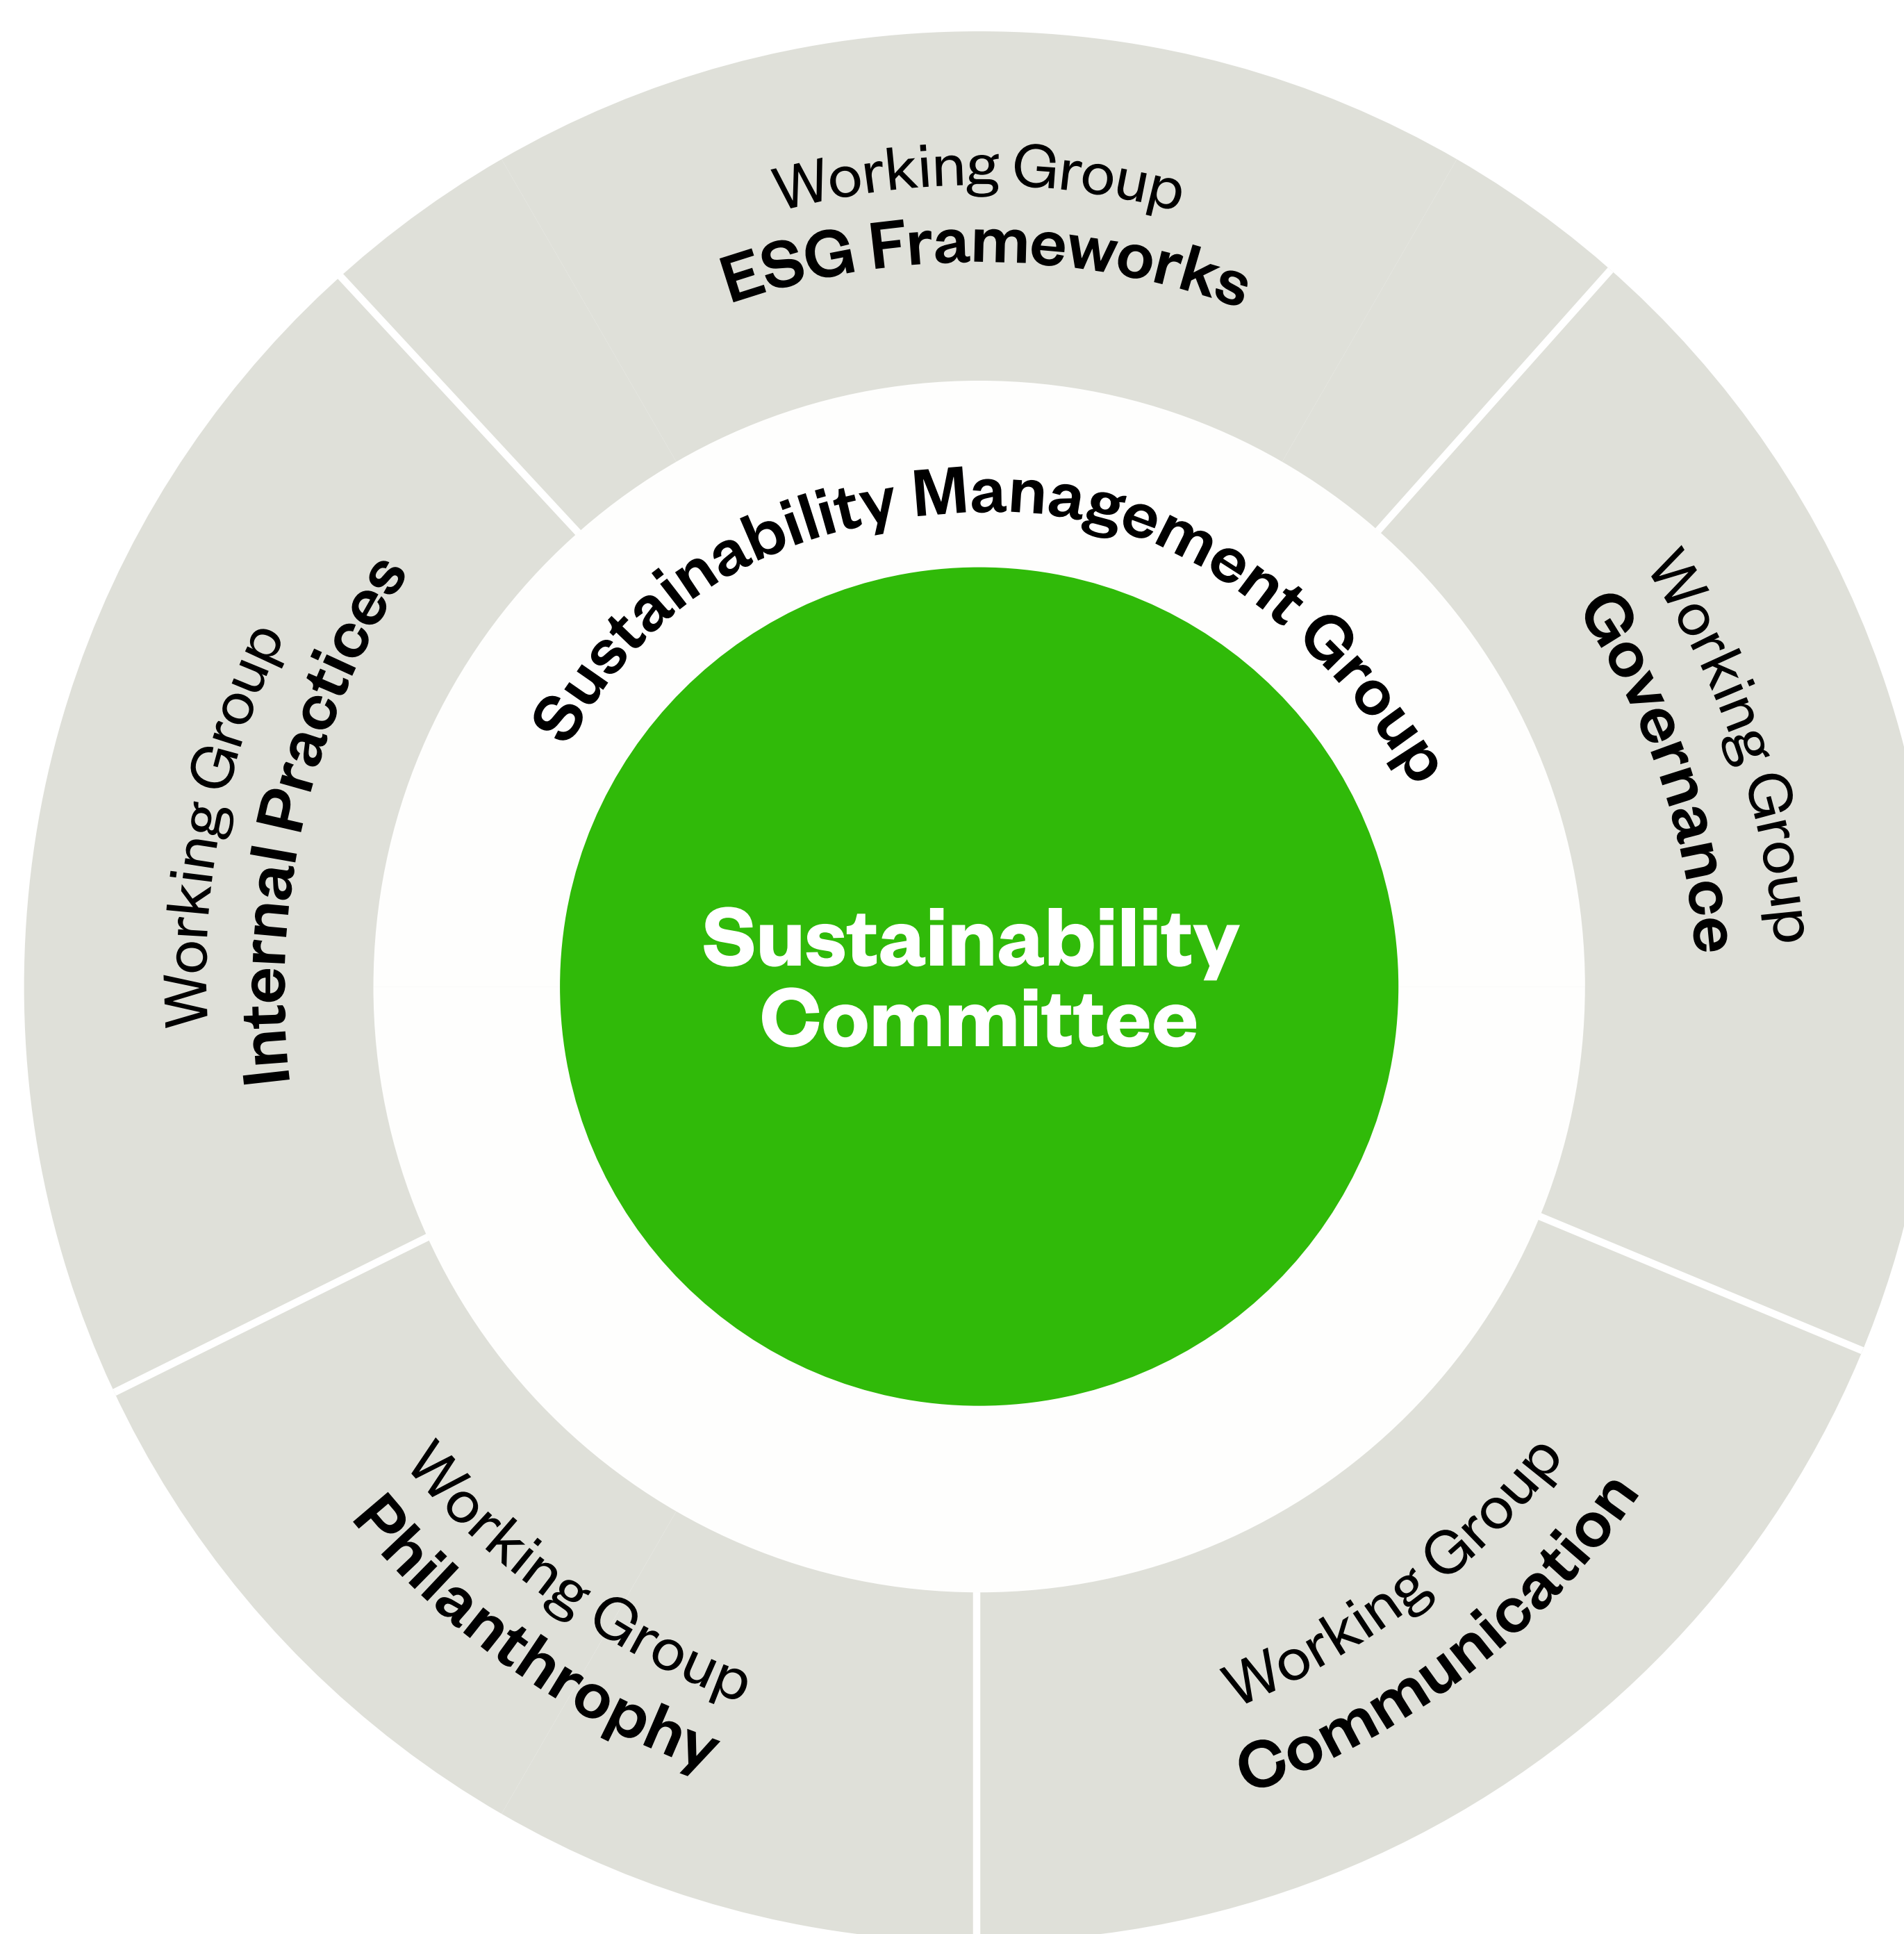 Working Group
ESG Frameworks
Working Group
Governance
Working Group
Communication
Working Group
Philanthrophy
Working Group
Internal Practices
Sustainability Management Group
Sustainability
Committee